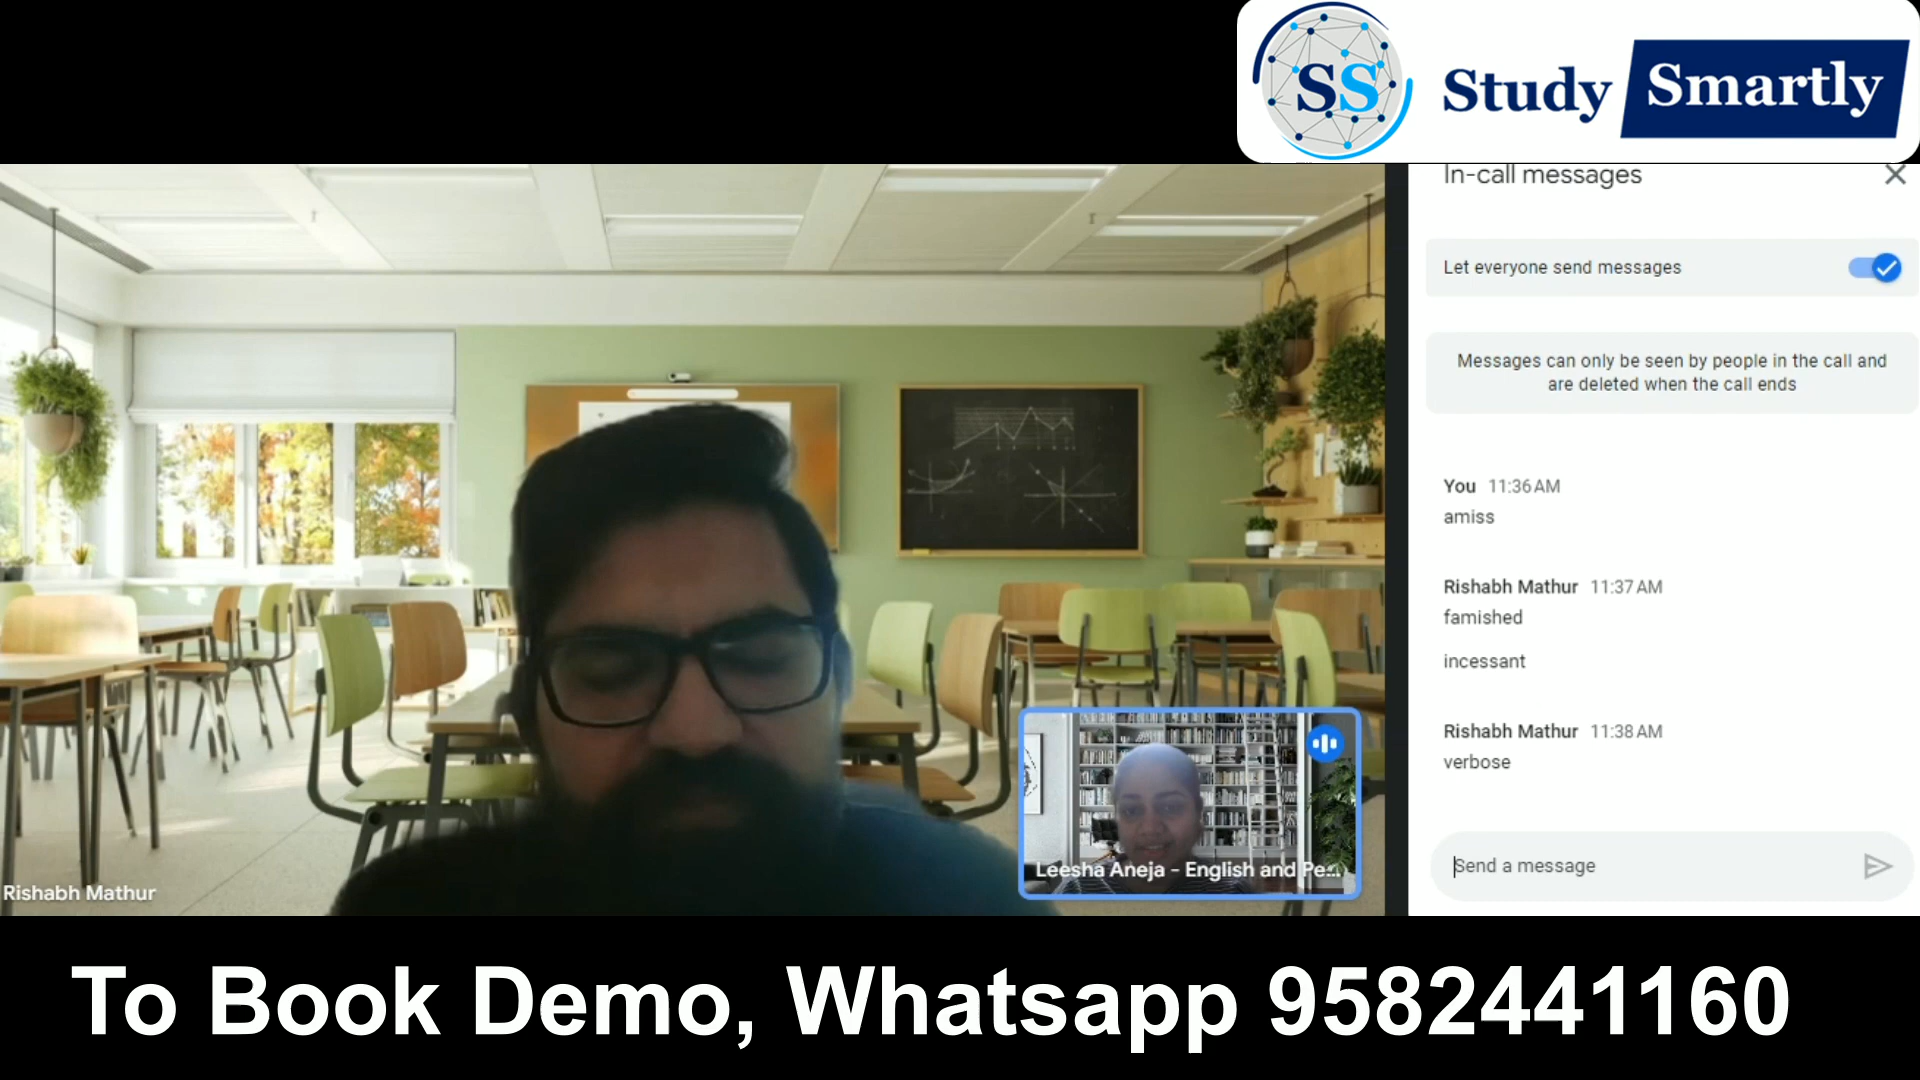 SS
Study Smartly
In-call messages
Let everyone send messages
Messages can only be seen by people in the call and
are deleted when the call ends
You 11:36 AM
amiss
Rishabh Mathur 11:37 AM
famished
incessant
Rishabh Mathur 11:38 AM
verbose
Send a message
Leesha Aneja - English and Pe...
Rishabh Mathur
To Book Demo, Whatsapp 9582441160